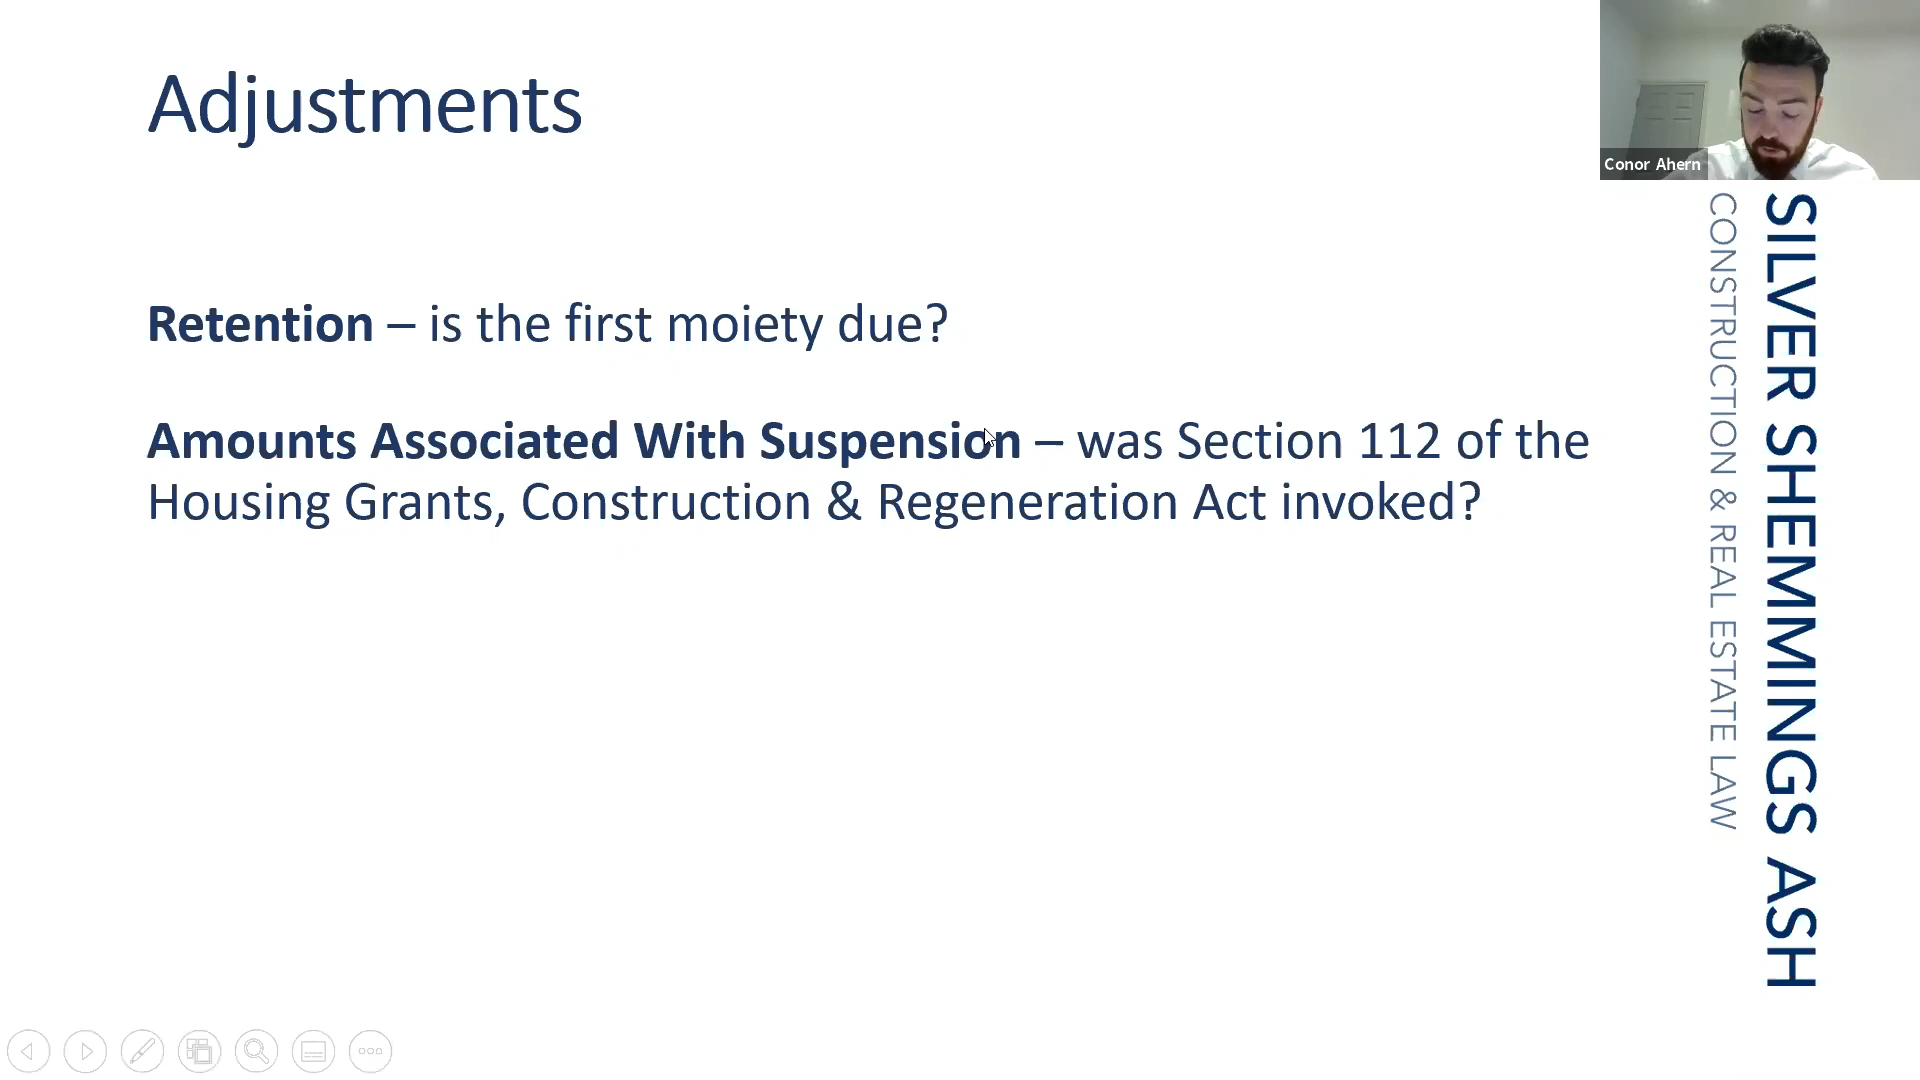 Adjustments
Conor Ahern
Retention – is the first moiety due?
Amounts Associated With Suspension – was Section 112 of the
Housing Grants, Construction & Regeneration Act invoked?
SILVER SHEMMINGS ASH
CONSTRUCTION & REAL ESTATE LAW